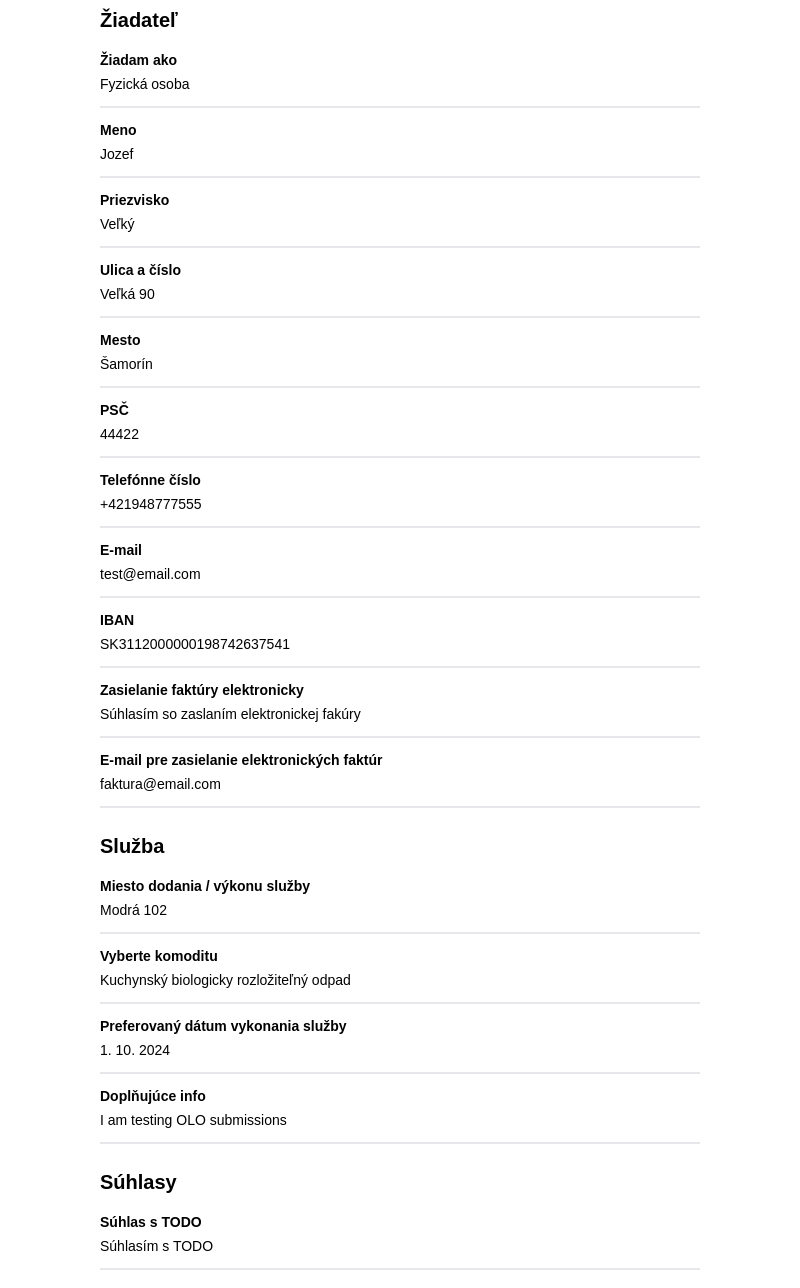 Žiadateľ
Žiadam ako
Fyzická osoba
Meno
Jozef
Priezvisko
Veľký
Ulica a číslo
Veľká 90
Mesto
Šamorín
PSČ
44422
Telefónne číslo
+421948777555
E-mail
test@email.com
IBAN
SK3112000000198742637541
Zasielanie faktúry elektronicky
Súhlasím so zaslaním elektronickej fakúry
E-mail pre zasielanie elektronických faktúr
faktura@email.com
Služba
Miesto dodania / výkonu služby
Modrá 102
Vyberte komoditu
Kuchynský biologicky rozložiteľný odpad
Preferovaný dátum vykonania služby
1. 10. 2024
Doplňujúce info
I am testing OLO submissions
Súhlasy
Súhlas s TODO
Súhlasím s TODO